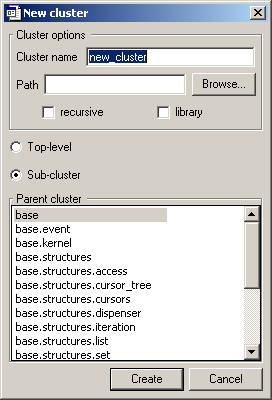 New cluster
Cluster options
Cluster name new_cluster
Path Browse...
recursive library
Top-level
Sub-cluster
Parent cluster
base
base.event
base.kernel
base.structures
base.structures.access
base.structures.cursor_tree
base.structures.cursors
base.structures.dispenser
base.structures.iteration
base.structures.list
base.structures.set
Create Cancel